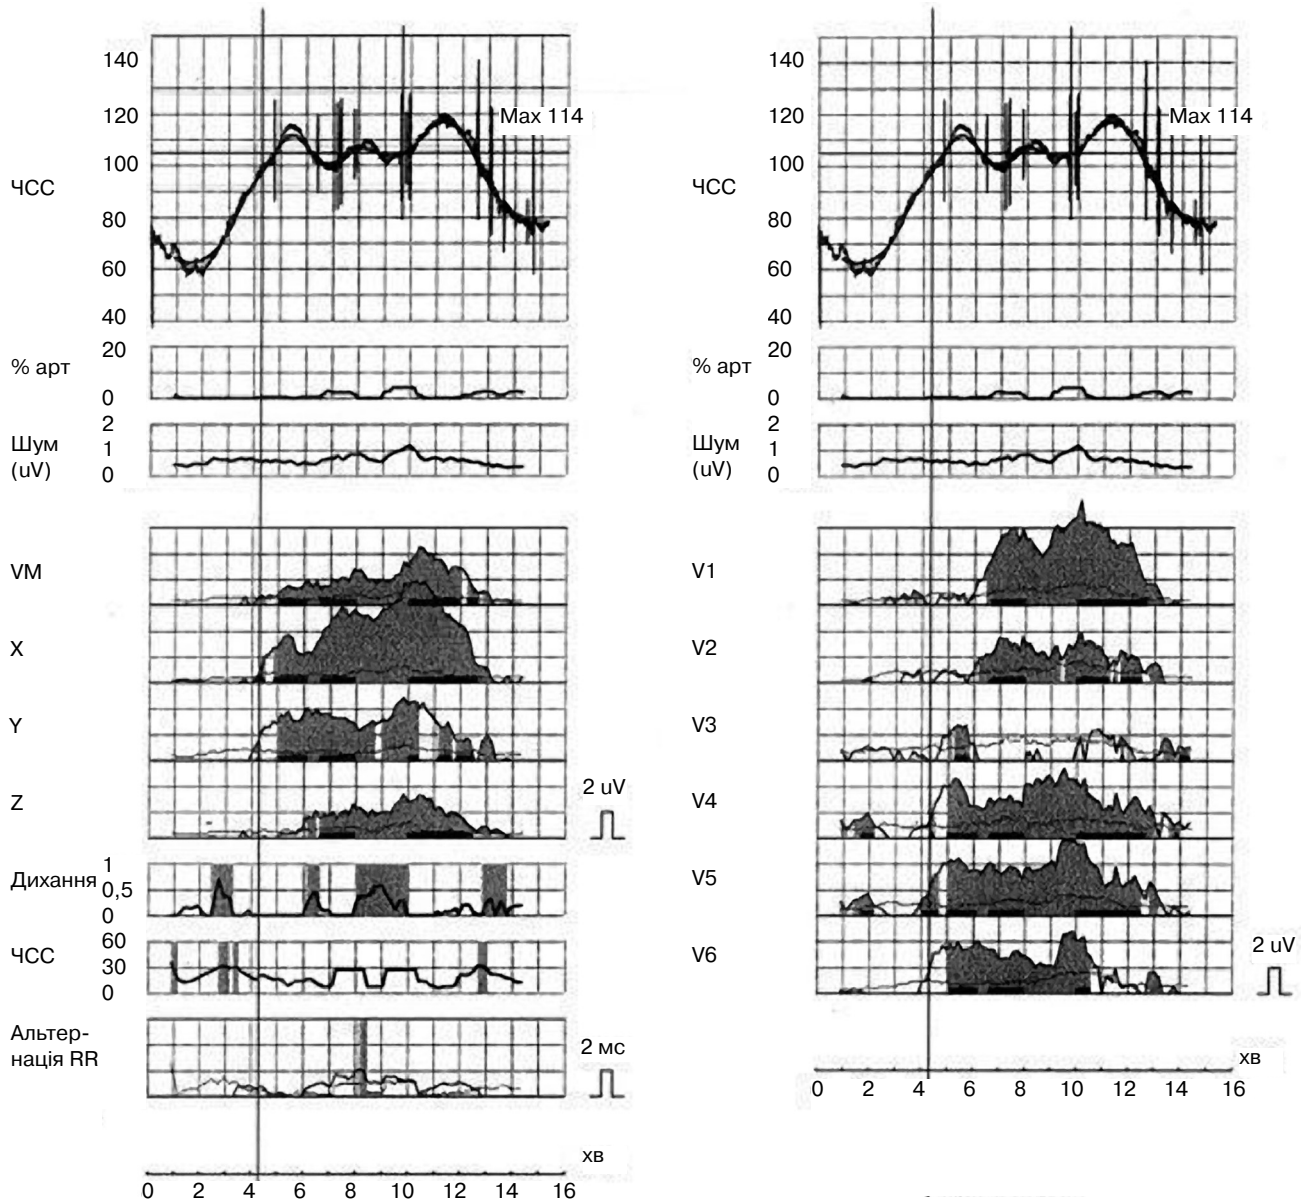 140
120
Max 114
100
ЧСС
80
60
40
20
% арт
0
2
Шум
1
(uV)
0
VM
X
Y
Z
2 uV
1
Дихання
0,5
0
60
ЧСС
30
0
Альтер-
нація RR
2 мс
хв
0 2 4 6 8 10 12 14 16
140
120
Max 114
100
ЧСС
80
60
40
20
% арт
0
2
Шум
1
(uV)
0
V1
V2
V3
V4
V5
V6
2 uV
хв
0 2 4 6 8 10 12 14 16